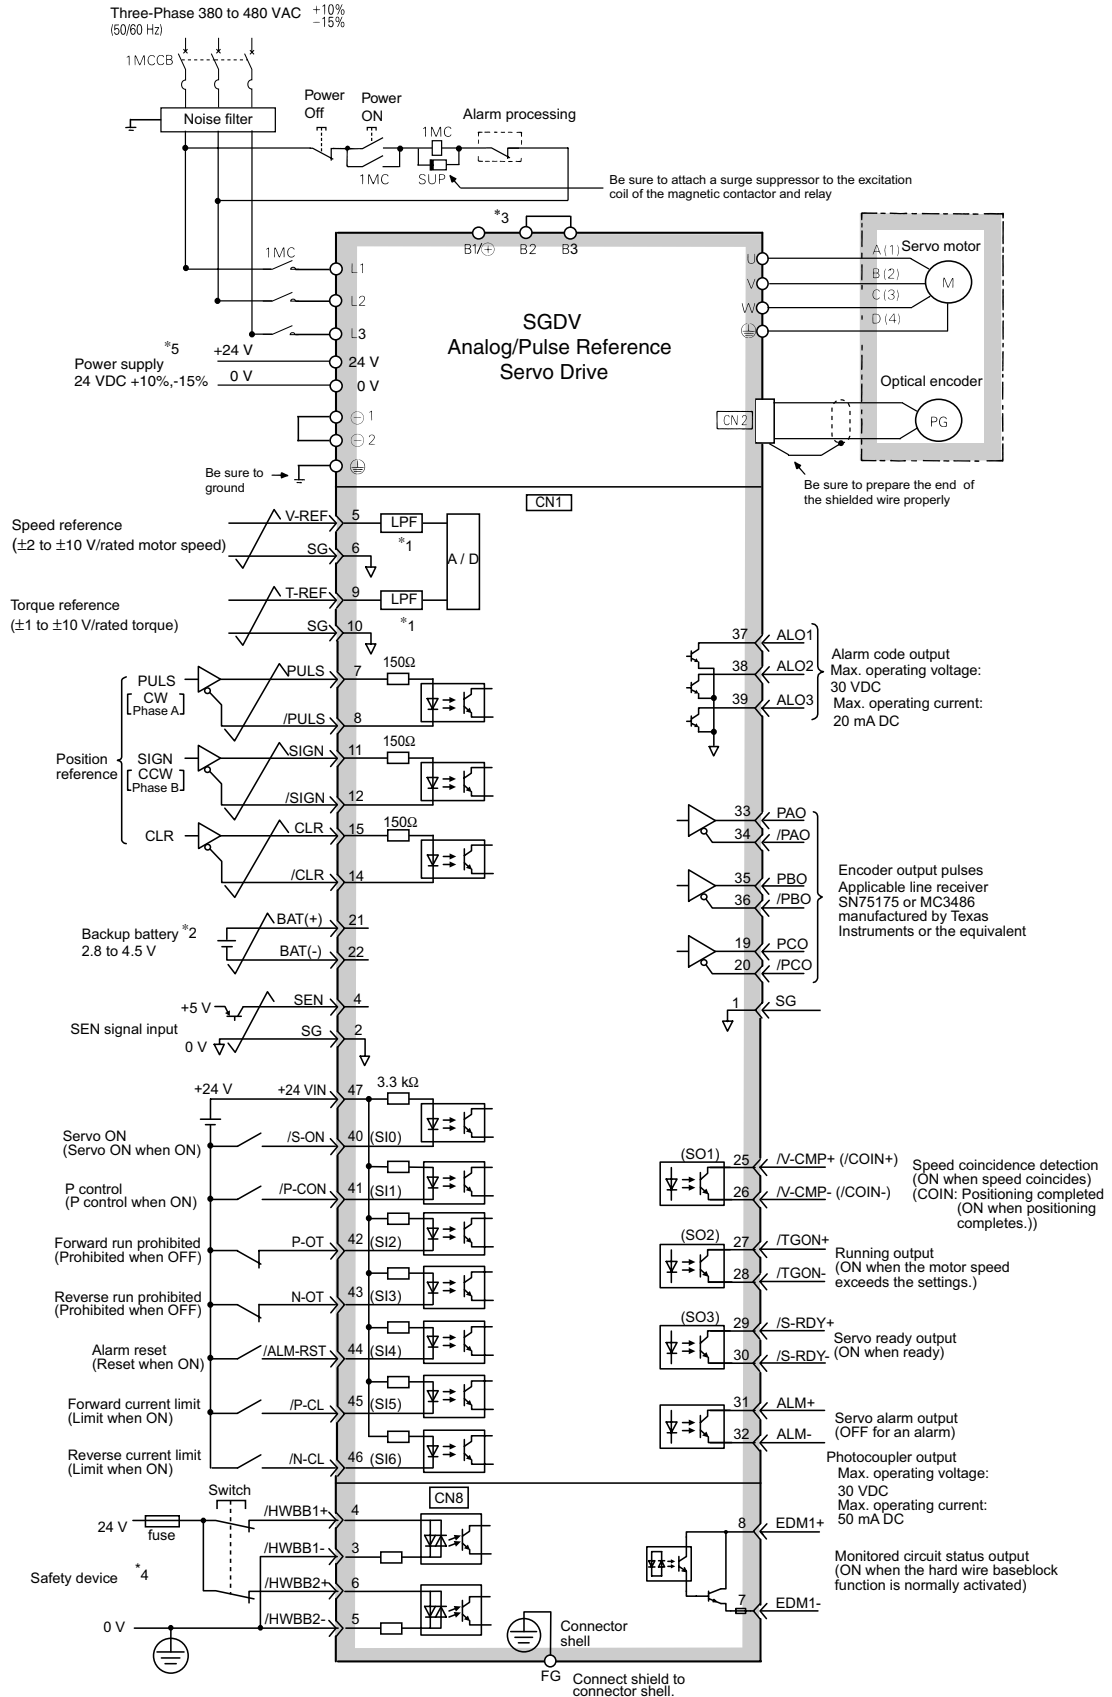 Three-Phase 380 to 480 VAC +10% −15%
(50/60 Hz)
1MCCB
Noise filter
Power Off
Power ON
1MC
Alarm processing
1MC
SUP
Be sure to attach a surge suppressor to the excitation
coil of the magnetic contactor and relay
*3
B1/⊕ B2 B3
1MC
L1
L2
L3
*5
Power supply
24 VDC +10%,-15%
+24 V
0 V
24 V
0 V
⊖ 1
⊖ 2
Be sure to
ground
SGDV
Analog/Pulse Reference
Servo Drive
U
V
W
A (1)
B (2)
C (3)
D (4)
Servo motor
M
Optical encoder
PG
CN2
Be sure to prepare the end of
the shielded wire properly
CN1
Speed reference
(±2 to ±10 V/rated motor speed)
V-REF 5 LPF
*1
SG 6
A / D
Torque reference
(±1 to ±10 V/rated torque)
T-REF 9 LPF
*1
SG 10
Position
reference
PULS
[CW
Phase A]
PULS 7 150Ω
/PULS 8
SIGN
[CCW
Phase B]
SIGN 11 150Ω
/SIGN 12
CLR
CLR 15 150Ω
/CLR 14
Backup battery *2
2.8 to 4.5 V
BAT(+) 21
BAT(-) 22
SEN signal input
+5 V
0 V
SEN 4
SG 2
+24 V
+24 VIN 47 3.3 kΩ
Servo ON
(Servo ON when ON)
/S-ON 40 (SI0)
P control
(P control when ON)
/P-CON 41 (SI1)
Forward run prohibited
(Prohibited when OFF)
P-OT 42 (SI2)
Reverse run prohibited
(Prohibited when OFF)
N-OT 43 (SI3)
Alarm reset
(Reset when ON)
/ALM-RST 44 (SI4)
Forward current limit
(Limit when ON)
/P-CL 45 (SI5)
Reverse current limit
(Limit when ON)
/N-CL 46 (SI6)
37 ALO1
38 ALO2
39 ALO3
Alarm code output
Max. operating voltage:
30 VDC
Max. operating current:
20 mA DC
33 PAO
34 /PAO
35 PBO
36 /PBO
19 PCO
20 /PCO
Encoder output pulses
Applicable line receiver
SN75175 or MC3486
manufactured by Texas
Instruments or the equivalent
1 SG
(SO1)
25 /V-CMP+ (/COIN+)
26 /V-CMP- (/COIN-)
Speed coincidence detection
(ON when speed coincides)
(COIN: Positioning completed
(ON when positioning
completes.))
(SO2)
27 /TGON+
28 /TGON-
Running output
(ON when the motor speed
exceeds the settings.)
(SO3)
29 /S-RDY+
30 /S-RDY-
Servo ready output
(ON when ready)
31 ALM+
32 ALM-
Servo alarm output
(OFF for an alarm)
Photocoupler output
Max. operating voltage:
30 VDC
Max. operating current:
50 mA DC
CN8
Switch
24 V
fuse
Safety device *4
0 V
/HWBB1+ 4
/HWBB1- 3
/HWBB2+ 6
/HWBB2- 5
8 EDM1+
7 EDM1-
Monitored circuit status output
(ON when the hard wire baseblock
function is normally activated)
Connector
shell
FG
Connect shield to
connector shell.